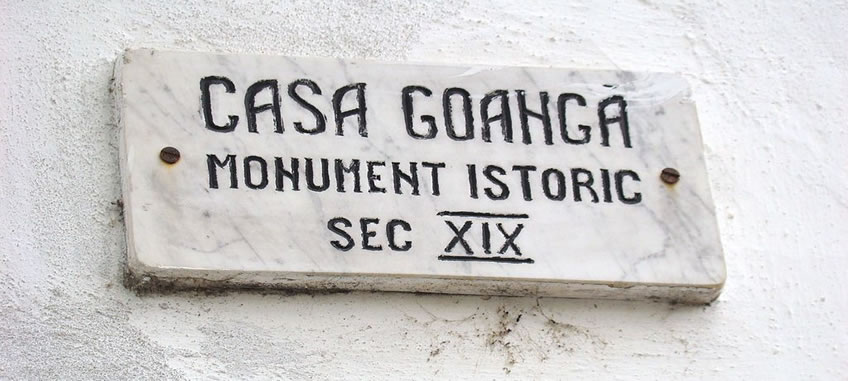 CASA GOANGĂ
MONUMENT ISTORIC
SEC XIX